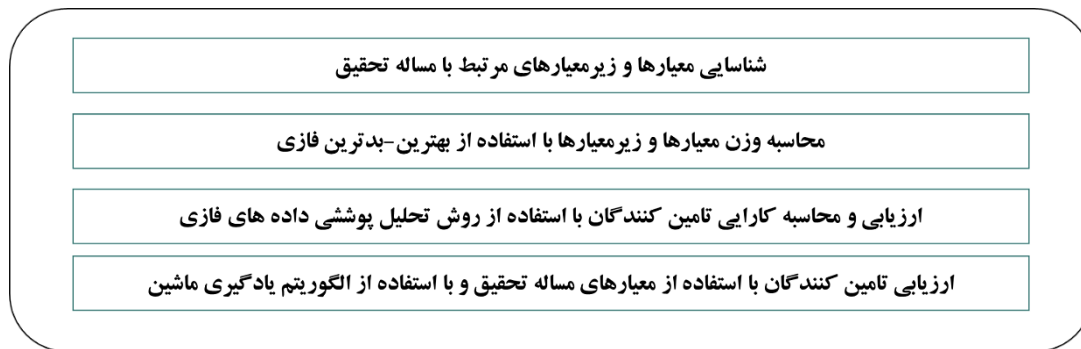 شناسایی معیارها و زیرمعیارهای مرتبط با مساله تحقیق
محاسبه وزن معیارها و زیرمعیارها با استفاده از بهترین-بدترین فازی
ارزیابی و محاسبه کارایی تامین کنندگان با استفاده از روش تحلیل پوششی داده های فازی
ارزیابی تامین کنندگان با استفاده از معیارهای مساله تحقیق و با استفاده از الگوریتم یادگیری ماشین